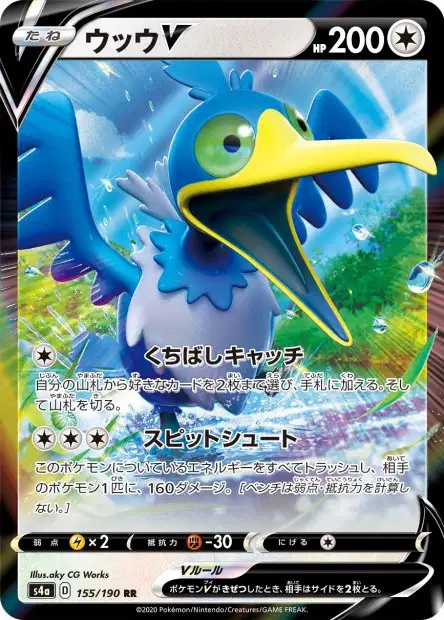 たね ウッウV HP 200
くちばしキャッチ
自分の山札から好きなカードを2枚まで選び、手札に加える。そし
て山札を切る。
スピットシュート
このポケモンについているエネルギーをすべてトラッシュし、相手
のポケモン1匹に、160ダメージ。[ベンチは弱点・抵抗力を計算し
ない。]
弱点 ×2 抵抗力 -30 にげる
Illus.aky CG Works
Vルール
s4a D 155/190 RR
ポケモンVがきぜつしたとき、相手はサイドを2枚とる。
©2020 Pokémon/Nintendo/Creatures/GAME FREAK.